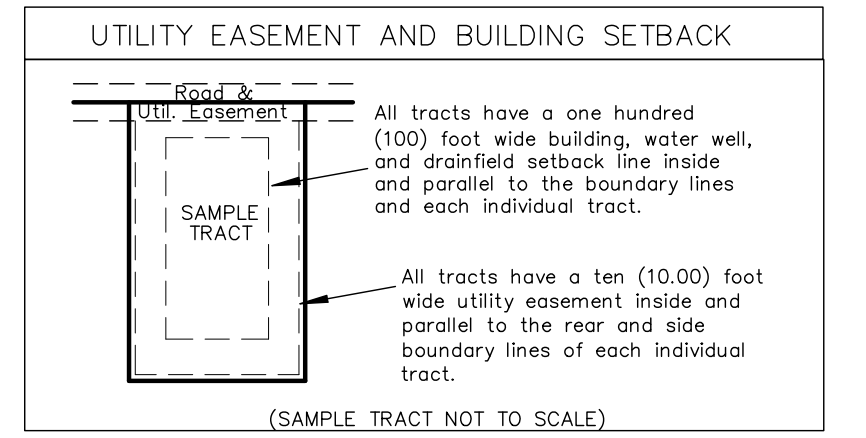 UTILITY EASEMENT AND BUILDING SETBACK
Road &
Util. Easement
All tracts have a one hundred
(100) foot wide building, water well,
and drainfield setback line inside
and parallel to the boundary lines
and each individual tract.
SAMPLE
TRACT
All tracts have a ten (10.00) foot
wide utility easement inside and
parallel to the rear and side
boundary lines of each individual
tract.
(SAMPLE TRACT NOT TO SCALE)